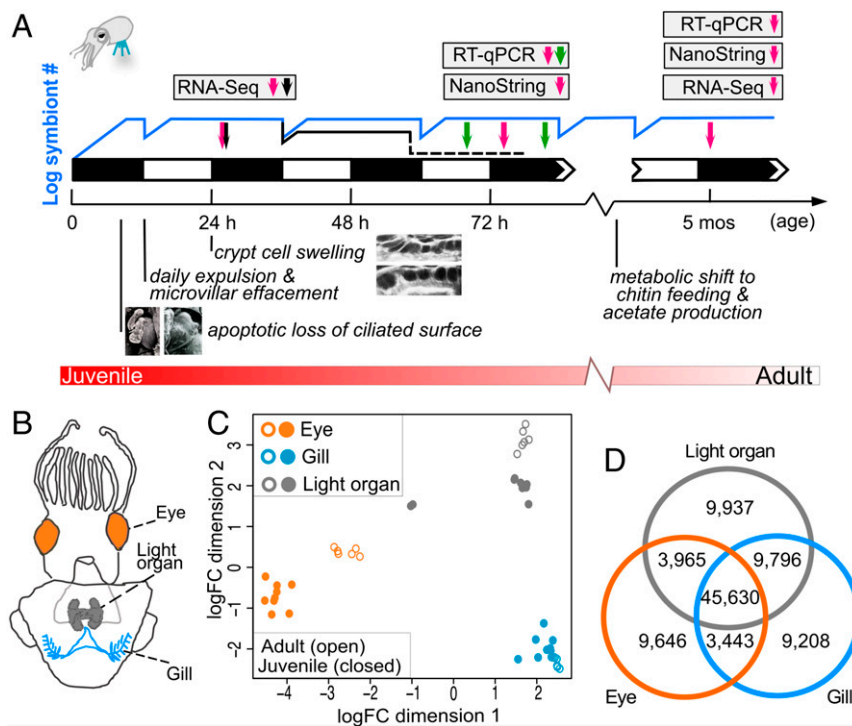 A
Log symbiont #
RNA-Seq
RT-qPCR
NanoString
RT-qPCR
NanoString
RNA-Seq
0
24 h
48 h
72 h
5 mos
(age)
crypt cell swelling
daily expulsion &
microvillar effacement
apoptotic loss of ciliated surface
metabolic shift to
chitin feeding &
acetate production
Juvenile
Adult
B
Eye
Light
organ
Gill
C
Eye
Gill
Light organ
logFC dimension 2
3
2
1
0
-1
-2
Adult (open)
Juvenile (closed)
-4
-3
-2
-1
0
1
2
logFC dimension 1
D
Light organ
9,937
3,965
9,796
45,630
9,646
3,443
9,208
Eye
Gill